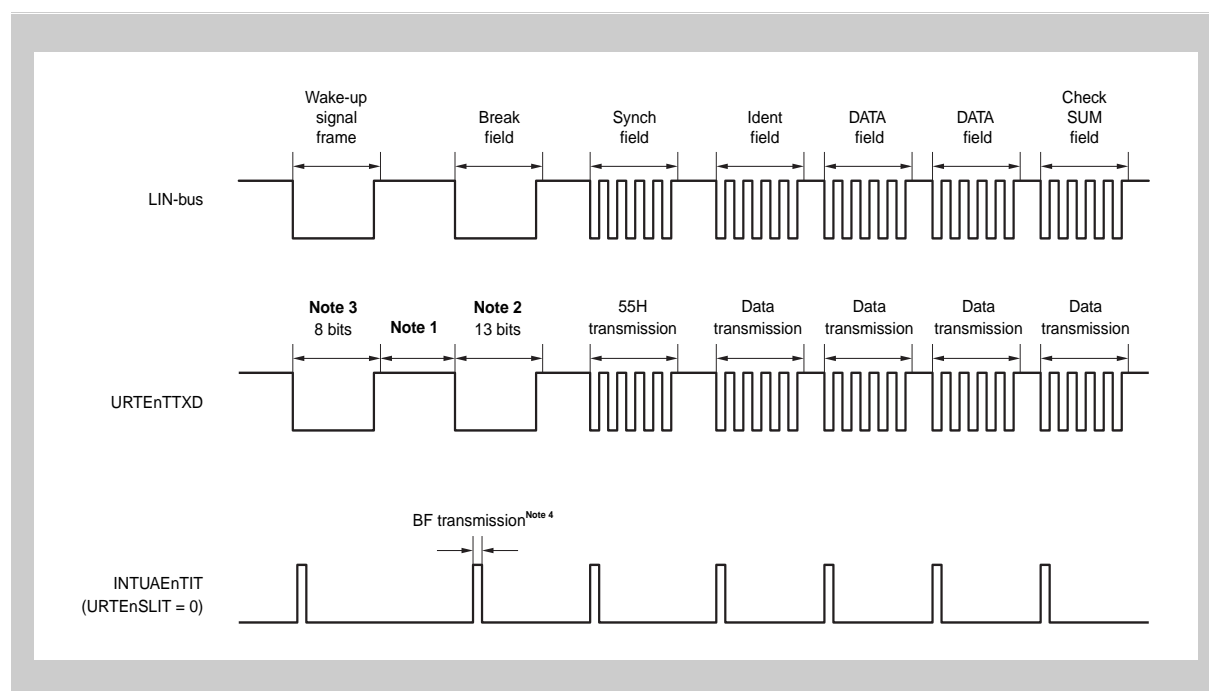 Wake-up
signal
frame
Break
field
Synch
field
Ident
field
DATA
field
DATA
field
Check
SUM
field
LIN-bus
Note 3
8 bits
Note 1
Note 2
13 bits
55H
transmission
Data
transmission
Data
transmission
Data
transmission
Data
transmission
URTEnTTXD
BF transmission Note 4
INTUAEnTIT
(URTEnSLIT = 0)